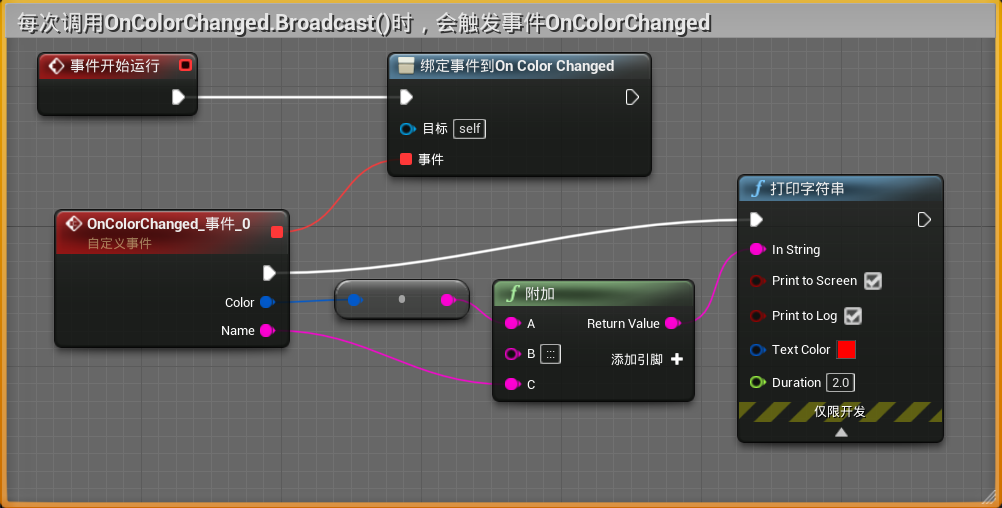 每次调用OnColorChanged.Broadcast()时，会触发事件OnColorChanged
事件开始运行
绑定事件到On Color Changed
目标 self
事件
OnColorChanged_事件_0
自定义事件
Color
Name
附加
A Return Value
B :::
添加引脚
C
打印字符串
In String
Print to Screen
Print to Log
Text Color
Duration 2.0
仅限开发